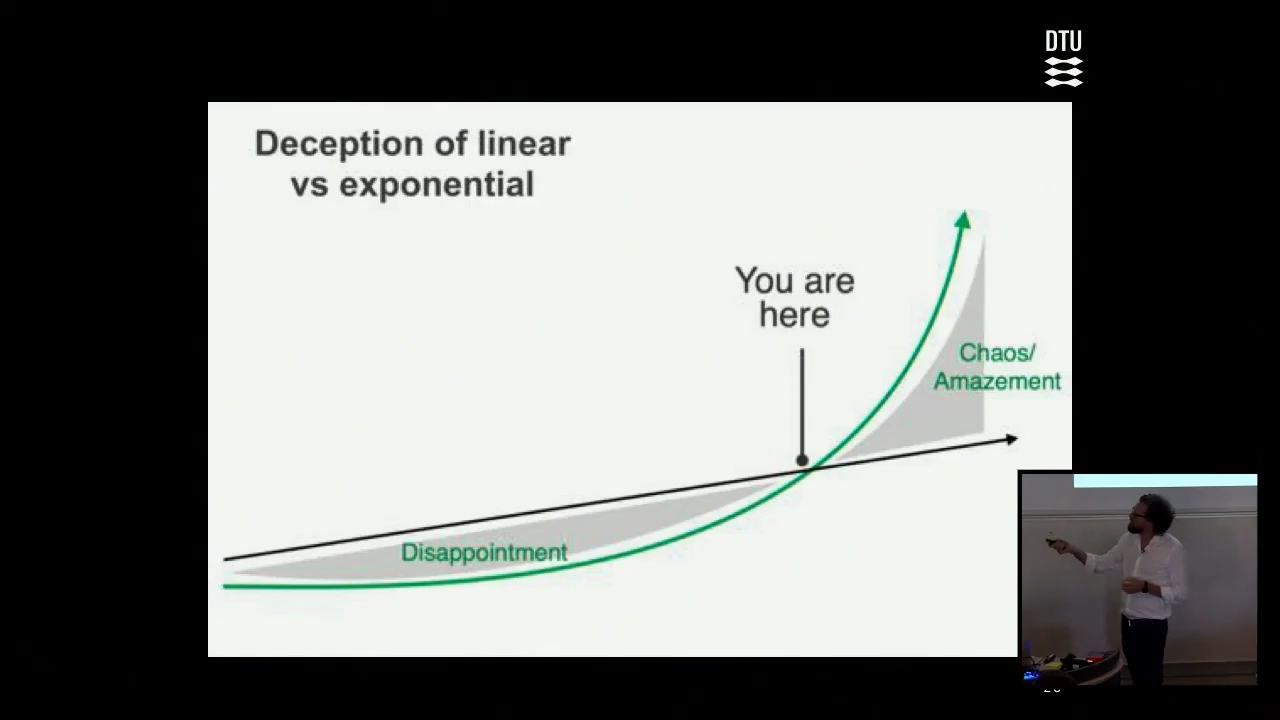 DTU
Deception of linear
vs exponential
You are
here
Chaos/
Amazement
Disappointment